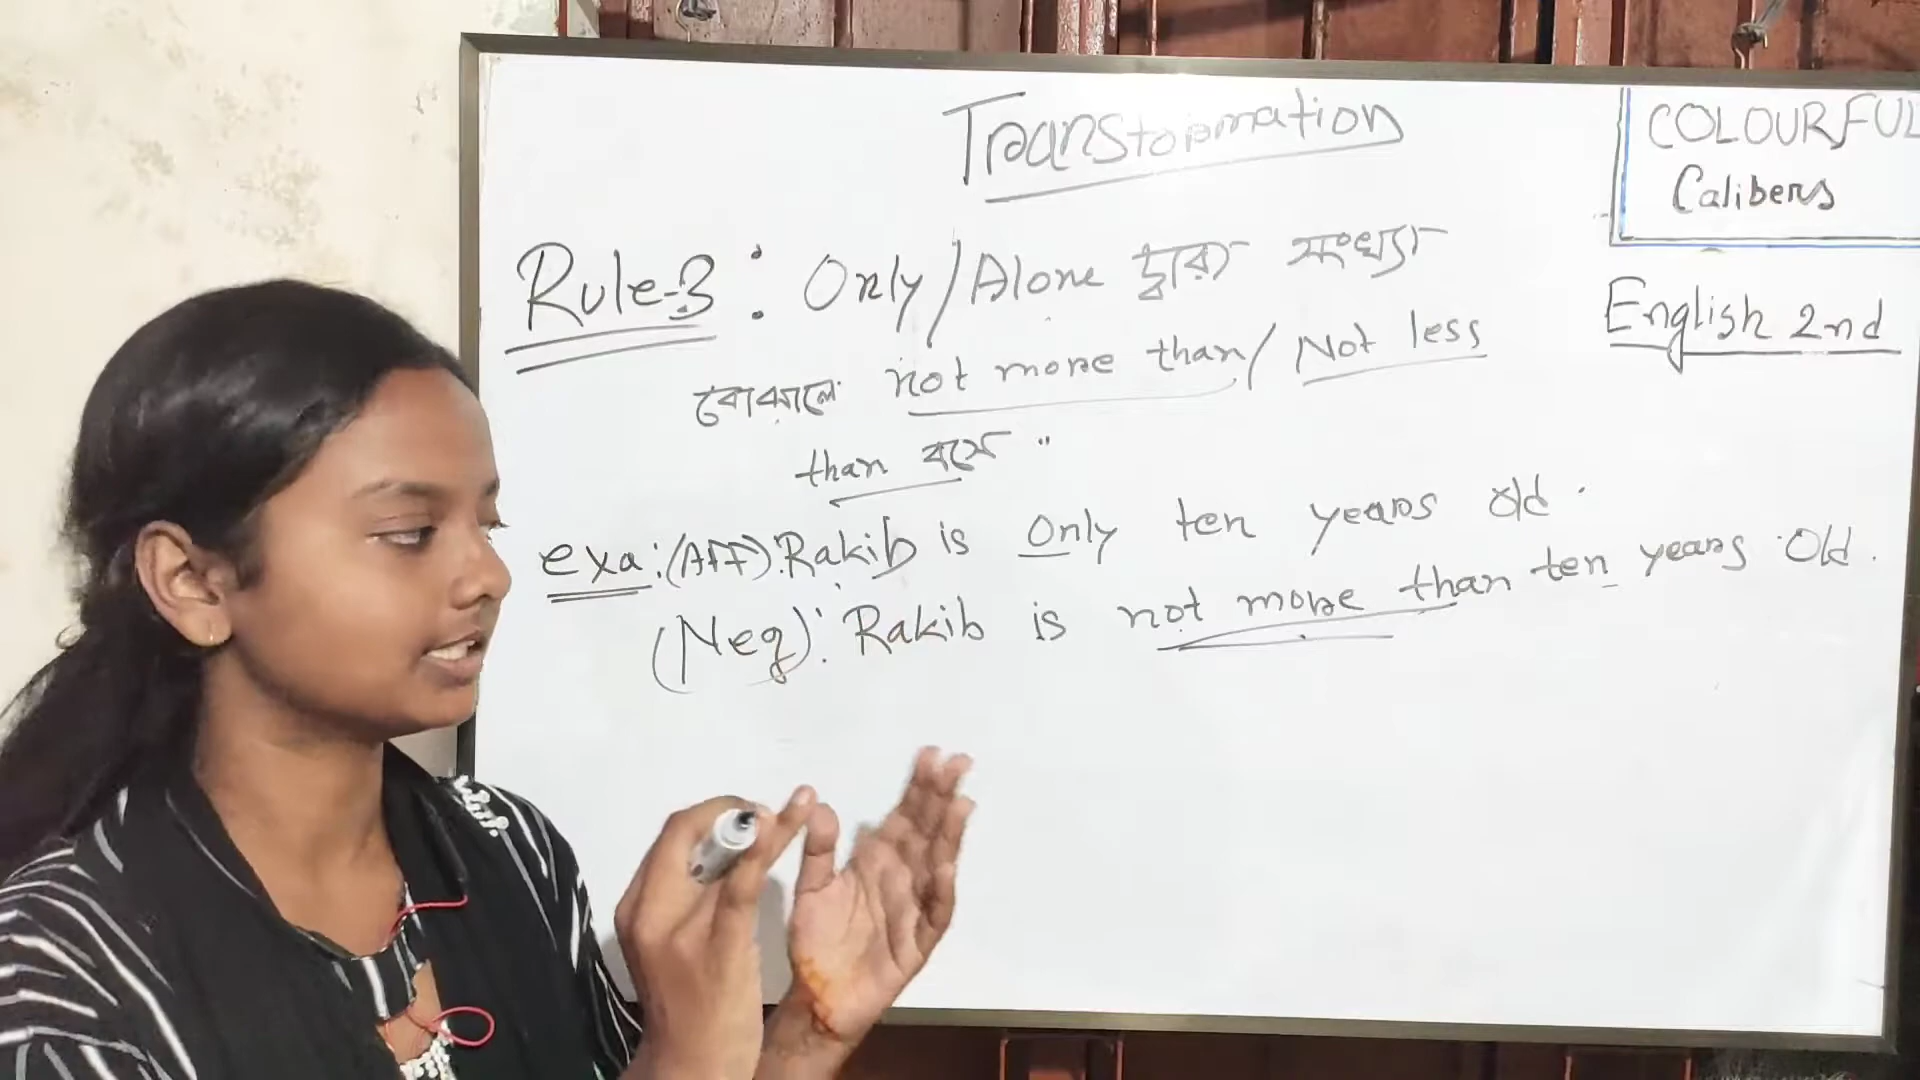 Transformation
COLOURFUL
Calibers
English 2nd
Rule-3: Only/Alone দ্বারা সংখ্যা
বোঝালে not more than/ Not less
than বসে
exa:(Aff): Rakib is Only ten years old.
(Neg): Rakib is not more than ten years Old.